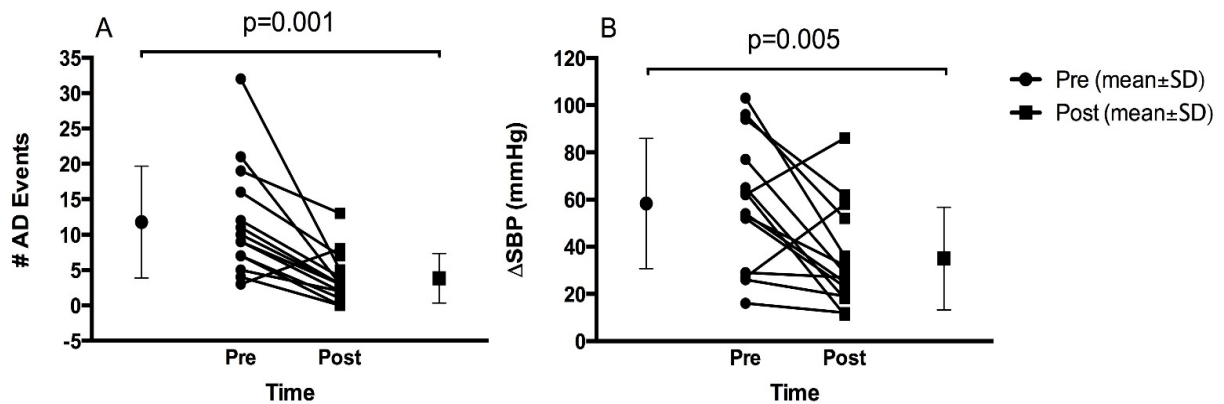 A
p=0.001
# AD Events
35
30
25
20
15
10
5
0
-5
Pre
Post
Time
B
p=0.005
ΔSBP (mmHg)
120
100
80
60
40
20
0
Pre
Post
Time
Pre (mean±SD)
Post (mean±SD)